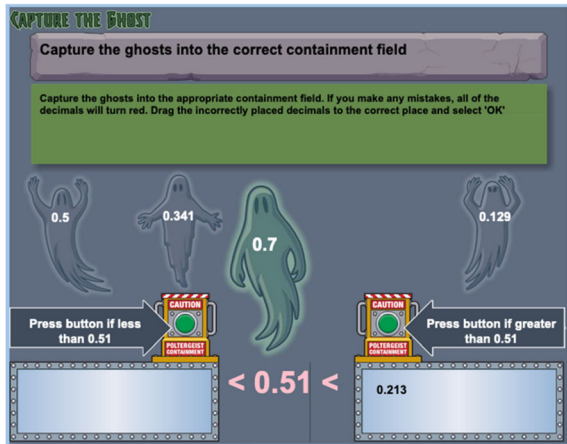 CAPTURE THE GHOST
Capture the ghosts into the correct containment field
Capture the ghosts into the appropriate containment field. If you make any mistakes, all of the
decimals will turn red. Drag the incorrectly placed decimals to the correct place and select 'OK'
0.5
0.341
0.7
0.129
CAUTION
Press button if less
than 0.51
POLTERGEIST
CONTAINMENT
CAUTION
Press button if greater
than 0.51
POLTERGEIST
CONTAINMENT
< 0.51 <
0.213